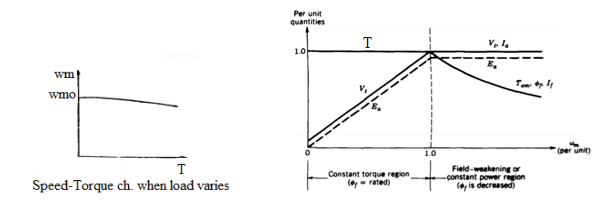 wm
wmo
T
Speed-Torque ch. when load varies
Per unit
quantities
1.0
T
Vt, Ia
Ea
Vt
Ea
Tem, ϕf, If
0
1.0
ωm
(per unit)
Constant torque region
(ϕf = rated)
Field-weakening or
constant power region
(ϕf is decreased)